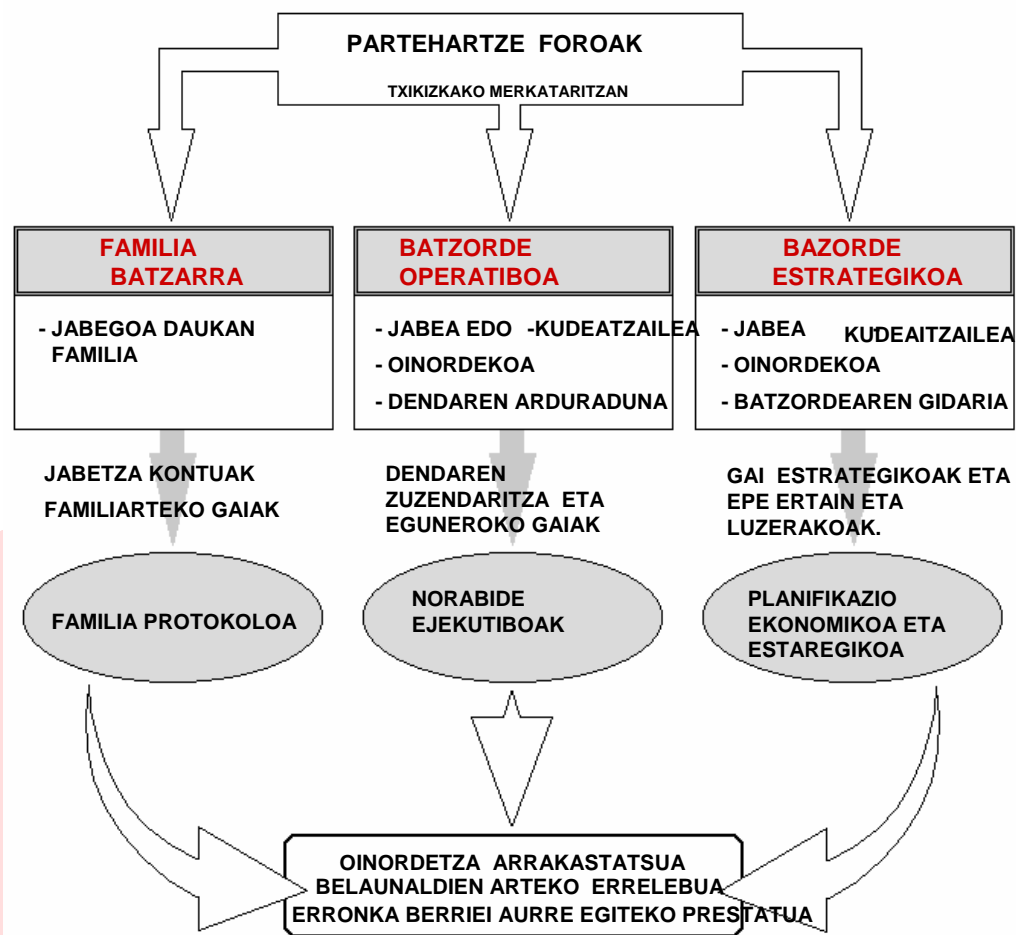 PARTEHARTZE FOROAK
TXIKIZKAKO MERKATARITZAN
FAMILIA
BATZARRA
- JABEGOA DAUKAN
FAMILIA
JABETZA KONTUAK
FAMILIARTEKO GAIAK
FAMILIA PROTOKOLOA
BATZORDE
OPERATIBOA
- JABEA EDO -KUDEATZAILEA
- OINORDEKOA
- DENDAREN ARDURADUNA
DENDAREN
ZUZENDARITZA ETA
EGUNEROKO GAIAK
NORABIDE
EJEKUTIBOAK
BAZORDE
ESTRATEGIKOA
- JABEA KUDEAITZAILEA
- OINORDEKOA
- BATZORDEAREN GIDARIA
GAI ESTRATEGIKOAK ETA
EPE ERTAIN ETA
LUZERAKOAK.
PLANIFIKAZIO
EKONOMIKOA ETA
ESTAREGIKOA
OINORDETZA ARRAKASTATSUA
BELAUNALDIEN ARTEKO ERRELEBUA
ERRONKA BERRIEI AURRE EGITEKO PRESTATUA